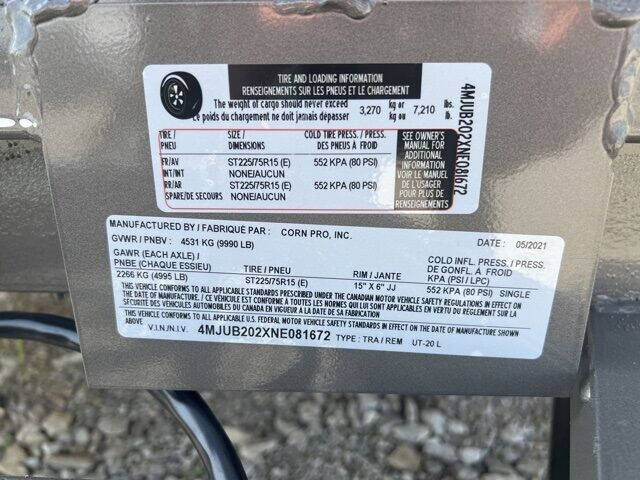 TIRE AND LOADING INFORMATION
RENSEIGNEMENTS SUR LES PNEUS ET LE CHARGEMENT
The weight of cargo should never exceed 3,270 kg or 7,210 lbs.
Le poids du chargement ne doit jamais dépasser kg ou lb.
TIRE / SIZE / COLD TIRE PRESS. / PRESS.
PNEU DIMENSIONS DES PNEUS À FROID
FR/AV ST225/75R15 (E) 552 KPA (80 PSI)
INT/INT NONE/AUCUN
RR/AR ST225/75R15 (E) 552 KPA (80 PSI)
SPARE/DE SECOURS NONE/AUCUN
SEE OWNER'S
MANUAL FOR
ADDITIONAL
INFORMATION
VOIR LE MANUEL
DE L'USAGER
POUR PLUS DE
RENSEIGNEMENTS
4MJUB202XNE081672
MANUFACTURED BY / FABRIQUÉ PAR : CORN PRO, INC. DATE : 05/2021
GVWR / PNBV : 4531 KG (9990 LB)
GAWR (EACH AXLE) / COLD INFL. PRESS. / PRESS.
PNBE (CHAQUE ESSIEU) TIRE / PNEU RIM / JANTE DE GONFL. À FROID
KPA (PSI / LPC)
2266 KG (4995 LB) ST225/75R15 (E) 15" X 6" JJ 552 KPA (80 PSI) SINGLE
THIS VEHICLE CONFORMS TO ALL APPLICABLE STANDARDS PRESCRIBED UNDER THE CANADIAN MOTOR VEHICLE SAFETY REGULATIONS IN EFFECT ON
THE DATE OF MANUFACTURE. / CE VÉHICULE EST CONFORME À TOUTES LES NORMES QUI LUI SONT APPLICABLES EN VERTU DU RÈGLEMENT SUR LA
SÉCURITÉ DES VÉHICULES AUTOMOBILES DU CANADA EN VIGUEUR À LA DATE DE SA FABRICATION
THIS VEHICLE CONFORMS TO ALL APPLICABLE U.S. FEDERAL MOTOR VEHICLE SAFETY STANDARDS IN EFFECT ON THE DATE OF MANUFACTURE SHOWN
ABOVE.
V.I.N./N.I.V. 4MJUB202XNE081672 TYPE : TRA / REM UT-20 L